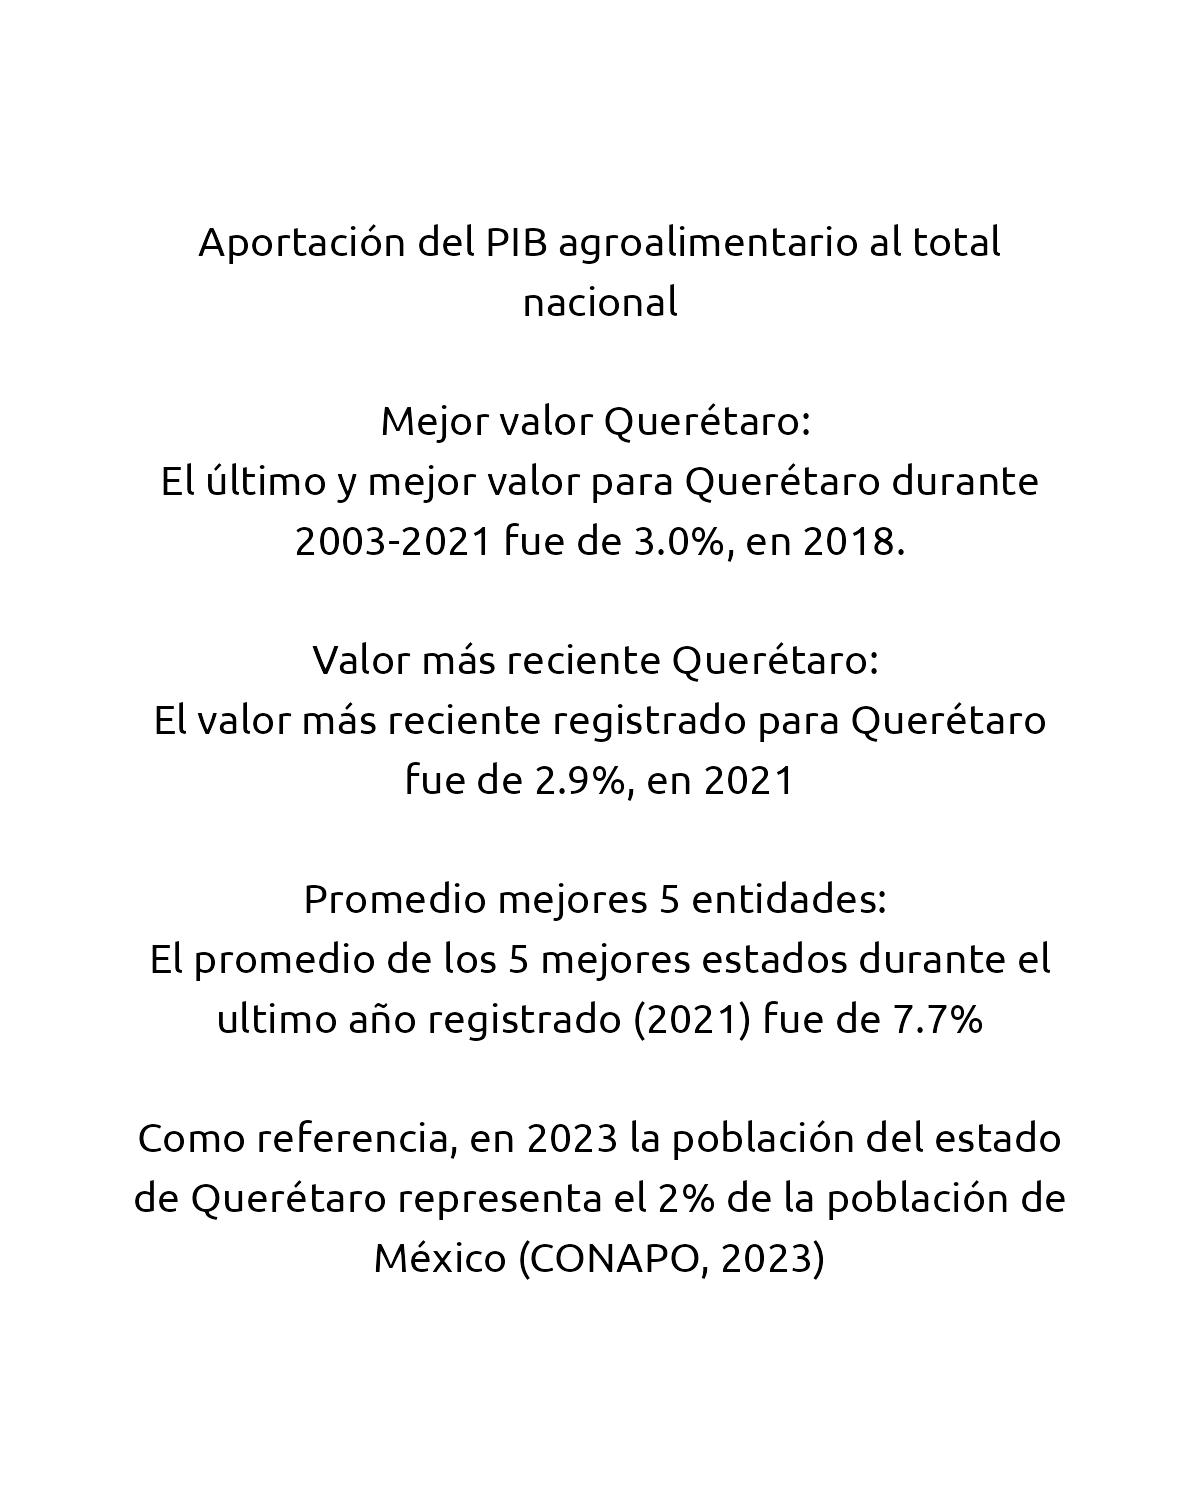 Aportación del PIB agroalimentario al total
nacional
Mejor valor Querétaro:
El último y mejor valor para Querétaro durante
2003-2021 fue de 3.0%, en 2018.
Valor más reciente Querétaro:
El valor más reciente registrado para Querétaro
fue de 2.9%, en 2021
Promedio mejores 5 entidades:
El promedio de los 5 mejores estados durante el
ultimo año registrado (2021) fue de 7.7%
Como referencia, en 2023 la población del estado
de Querétaro representa el 2% de la población de
México (CONAPO, 2023)